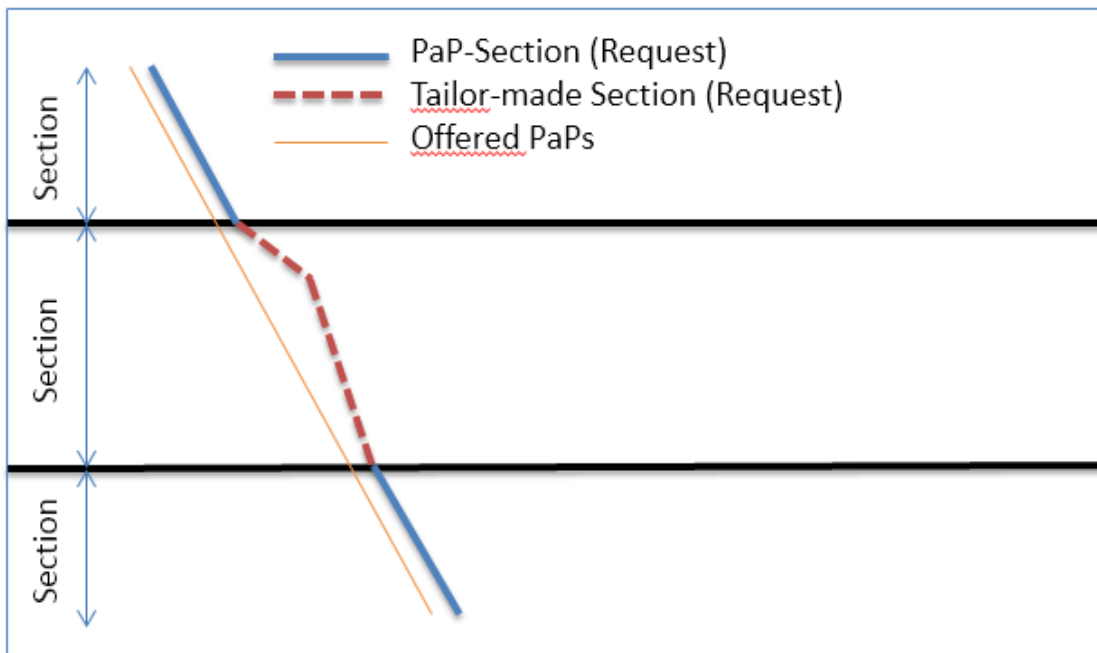 PaP-Section (Request)
Tailor-made Section (Request)
Offered PaPs
Section
Section
Section